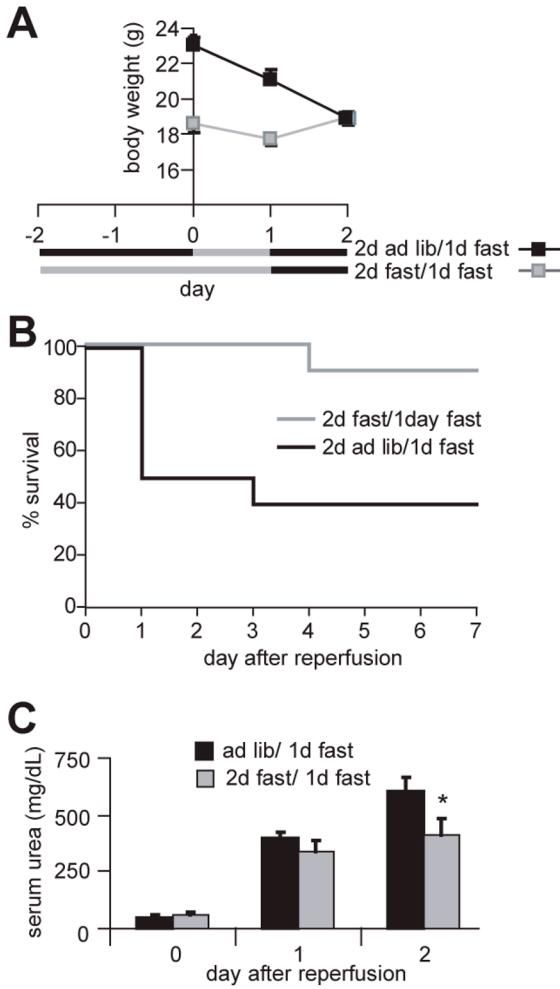 A
body weight (g)
24
22
20
18
16
-2 -1 0 1 2
2d ad lib/1d fast
2d fast/1d fast
day
B
% survival
100
80
60
40
20
0
2d fast/1day fast
2d ad lib/1d fast
0 1 2 3 4 5 6 7
day after reperfusion
C
serum urea (mg/dL)
750
500
250
0
ad lib/ 1d fast
2d fast/ 1d fast
*
0 1 2
day after reperfusion